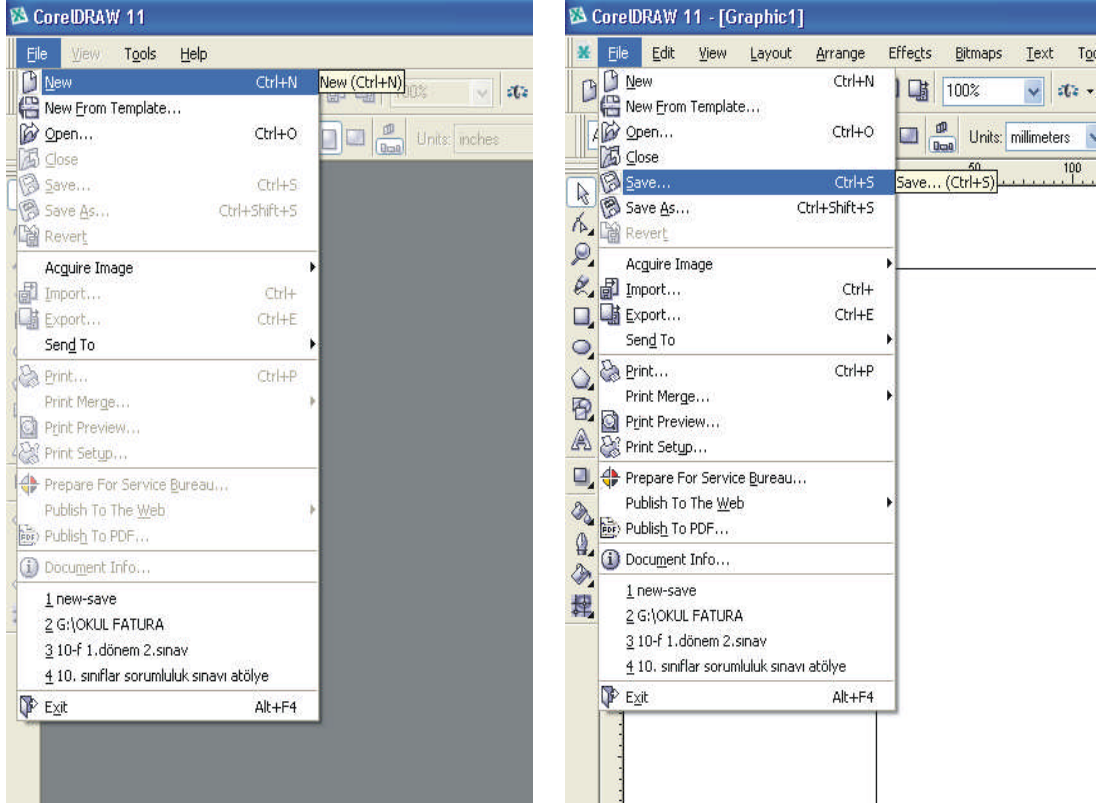 CorelDRAW 11
File View Tools Help
New Ctrl+N New (Ctrl+N) 100%
New From Template...
Open... Ctrl+O Units: inches
Close
Save... Ctrl+S
Save As... Ctrl+Shift+S
Revert
Acquire Image
Import... Ctrl+
Export... Ctrl+E
Send To
Print... Ctrl+P
Print Merge...
Print Preview...
Print Setup...
Prepare For Service Bureau...
Publish To The Web
Publish To PDF...
Document Info...
1 new-save
2 G:\OKUL FATURA
3 10-f 1.dönem 2.sınav
4 10. sınıflar sorumluluk sınavı atölye
Exit Alt+F4
CorelDRAW 11 - [Graphic1]
File Edit View Layout Arrange Effects Bitmaps Text
New Ctrl+N 100%
New From Template...
Open... Ctrl+O Units: millimeters
Close 50 100
Save... Ctrl+S Save... (Ctrl+S)
Save As... Ctrl+Shift+S
Revert
Acquire Image
Import... Ctrl+
Export... Ctrl+E
Send To
Print... Ctrl+P
Print Merge...
Print Preview...
Print Setup...
Prepare For Service Bureau...
Publish To The Web
Publish To PDF...
Document Info...
1 new-save
2 G:\OKUL FATURA
3 10-f 1.dönem 2.sınav
4 10. sınıflar sorumluluk sınavı atölye
Exit Alt+F4